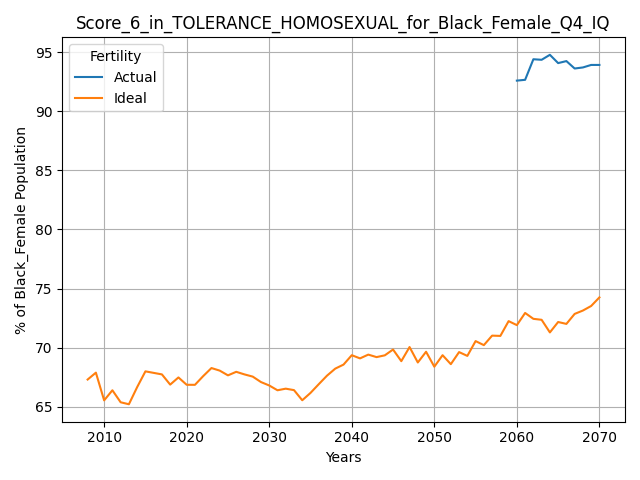 Score_6_in_TOLERANCE_HOMOSEXUAL_for_Black_Female_Q4_IQ
Fertility
Actual
Ideal
95
90
85
80
75
70
65
% of Black_Female Population
2010 2020 2030 2040 2050 2060 2070
Years